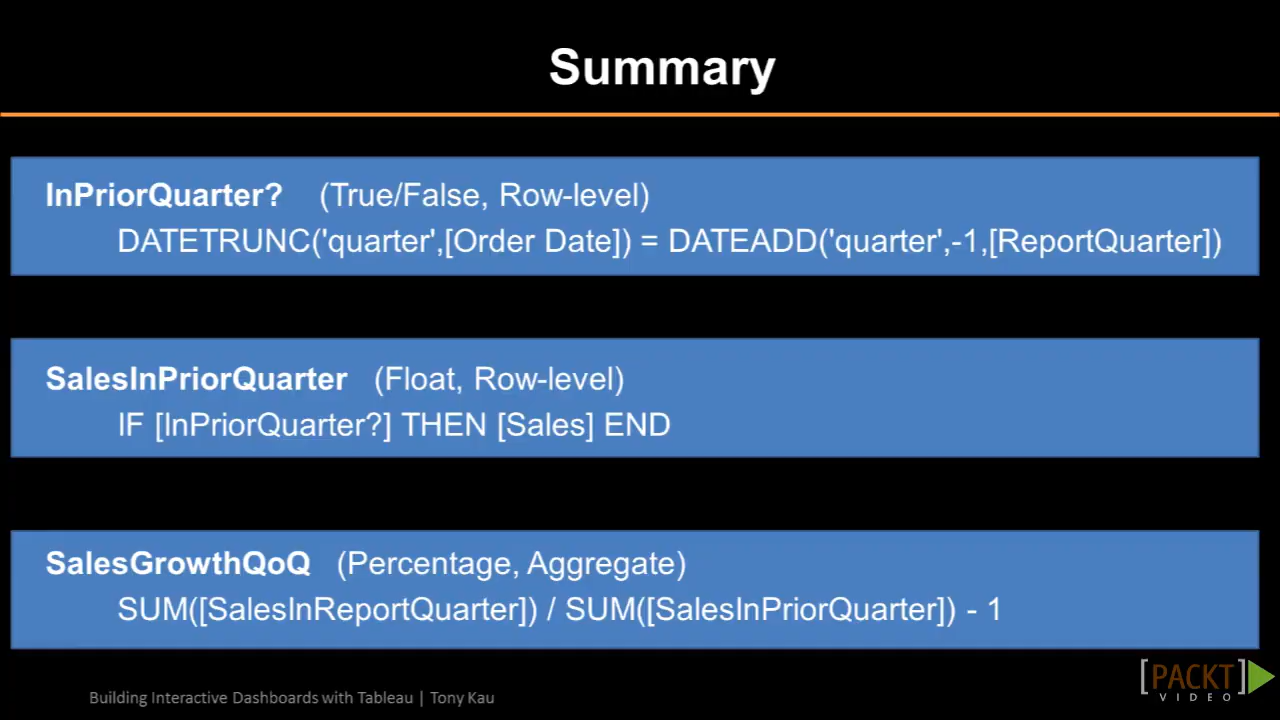 Summary
InPriorQuarter? (True/False, Row-level)
DATETRUNC('quarter',[Order Date]) = DATEADD('quarter',-1,[ReportQuarter])
SalesInPriorQuarter (Float, Row-level)
IF [InPriorQuarter?] THEN [Sales] END
SalesGrowthQoQ (Percentage, Aggregate)
SUM([SalesInReportQuarter]) / SUM([SalesInPriorQuarter]) - 1
Building Interactive Dashboards with Tableau | Tony Kau
[PACKT]
VIDEO